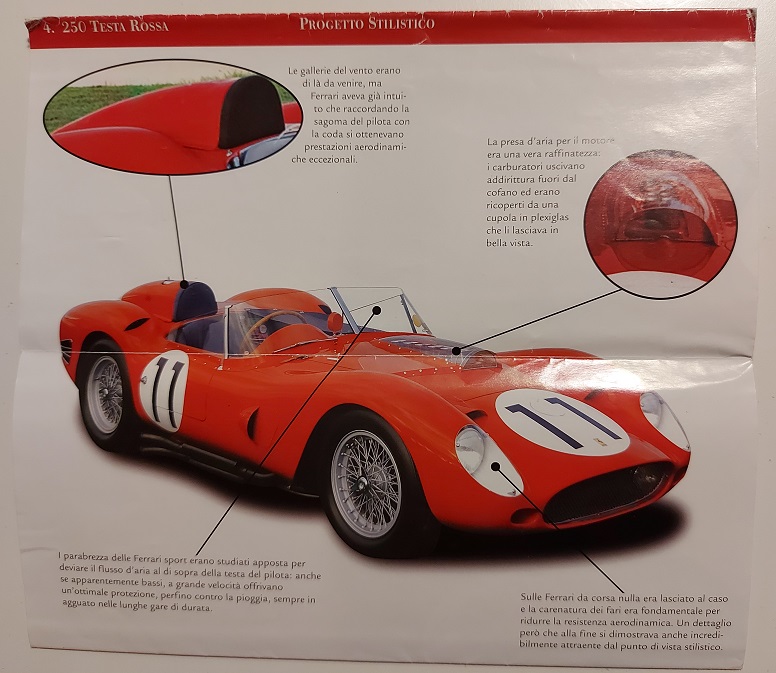 4. 250 Testa Rossa
Progetto Stilistico
Le gallerie del vento erano
di là da venire, ma
Ferrari aveva già intui-
to che raccordando la
sagoma del pilota con
la coda si ottenevano
prestazioni aerodinami-
che eccezionali.
La presa d'aria per il motore
era una vera raffinatezza:
i carburatori uscivano
addirittura fuori dal
cofano ed erano
ricoperti da una
cupola in plexiglas
che li lasciava in
bella vista.
11
11
I parabrezza delle Ferrari sport erano studiati apposta per
deviare il flusso d'aria al di sopra della testa del pilota: anche
se apparentemente bassi, a grande velocità offrivano
un'ottimale protezione, perfino contro la pioggia, sempre in
agguato nelle lunghe gare di durata.
Sulle Ferrari da corsa nulla era lasciato al caso
e la carenatura dei fari era fondamentale per
ridurre la resistenza aerodinamica. Un dettaglio
però che alla fine si dimostrava anche incredi-
bilmente attraente dal punto di vista stilistico.